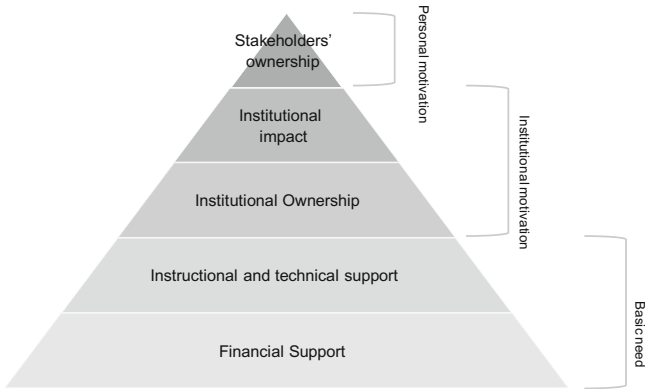 Stakeholders'
ownership
Personal motivation
Institutional
impact
Institutional Ownership
Institutional motivation
Instructional and technical support
Financial Support
Basic need